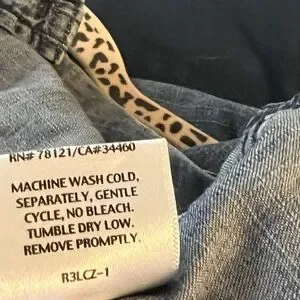 RN# 78121/CA#34460
MACHINE WASH COLD,
SEPARATELY, GENTLE
CYCLE, NO BLEACH.
TUMBLE DRY LOW.
REMOVE PROMPTLY.
R3LCZ-1